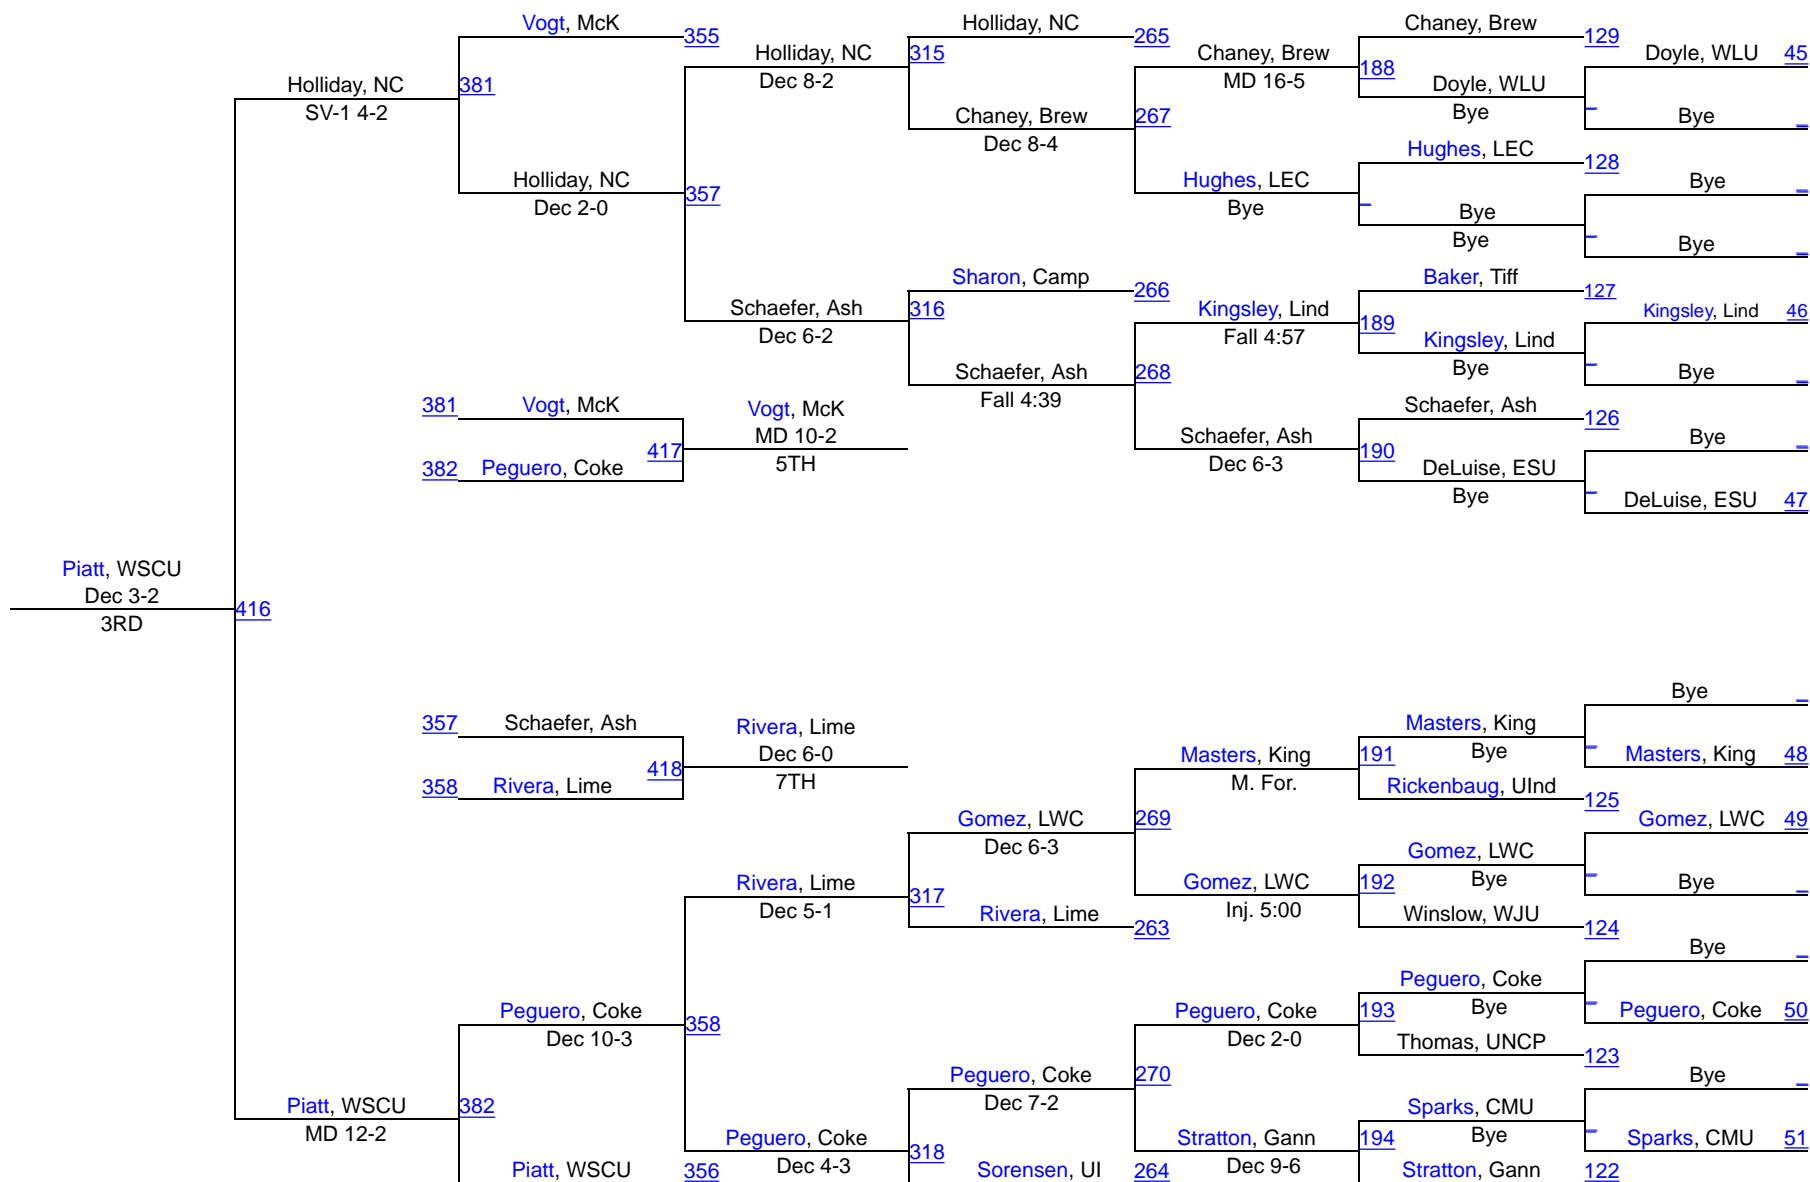 Vogt, McK
355
Holliday, NC
265
Chaney, Brew
129
Doyle, WLU 45
Holliday, NC
Dec 8-2
315
Chaney, Brew
MD 16-5
188
Doyle, WLU
Bye
Bye
Holliday, NC
SV-1 4-2
381
Chaney, Brew
Dec 8-4
267
Hughes, LEC
128
Bye
Holliday, NC
Dec 2-0
357
Hughes, LEC
Bye
Bye
Bye
Bye
Sharon, Camp
266
Baker, Tiff
127
Schaefer, Ash
Dec 6-2
316
Kingsley, Lind
Fall 4:57
189
Kingsley, Lind
Bye
Kingsley, Lind 46
Bye
Schaefer, Ash
Fall 4:39
268
381 Vogt, McK
417
382 Peguero, Coke
Vogt, McK
MD 10-2
5TH
Schaefer, Ash
126
Bye
Schaefer, Ash
Dec 6-3
190
DeLuise, ESU
Bye
DeLuise, ESU 47
Piatt, WSCU
Dec 3-2
3RD
416
Bye
357 Schaefer, Ash
418
358 Rivera, Lime
Rivera, Lime
Dec 6-0
7TH
Masters, King
M. For.
191
Masters, King
Bye
Masters, King 48
Rickenbaug, UInd
125
Gomez, LWC
Dec 6-3
269
Gomez, LWC 49
Gomez, LWC
Bye
Bye
Rivera, Lime
Dec 5-1
317
Gomez, LWC
Inj. 5:00
192
Rivera, Lime
263
Winslow, WJU
124
Bye
Peguero, Coke
Dec 10-3
358
Peguero, Coke
Dec 2-0
193
Peguero, Coke
Bye
Peguero, Coke 50
Thomas, UNCP
123
Bye
Peguero, Coke
Dec 7-2
270
Piatt, WSCU
MD 12-2
382
Sparks, CMU
Bye
Sparks, CMU 51
Peguero, Coke
Dec 4-3
318
Stratton, Gann
Dec 9-6
194
Piatt, WSCU
356
Sorensen, UI
264
Stratton, Gann
122